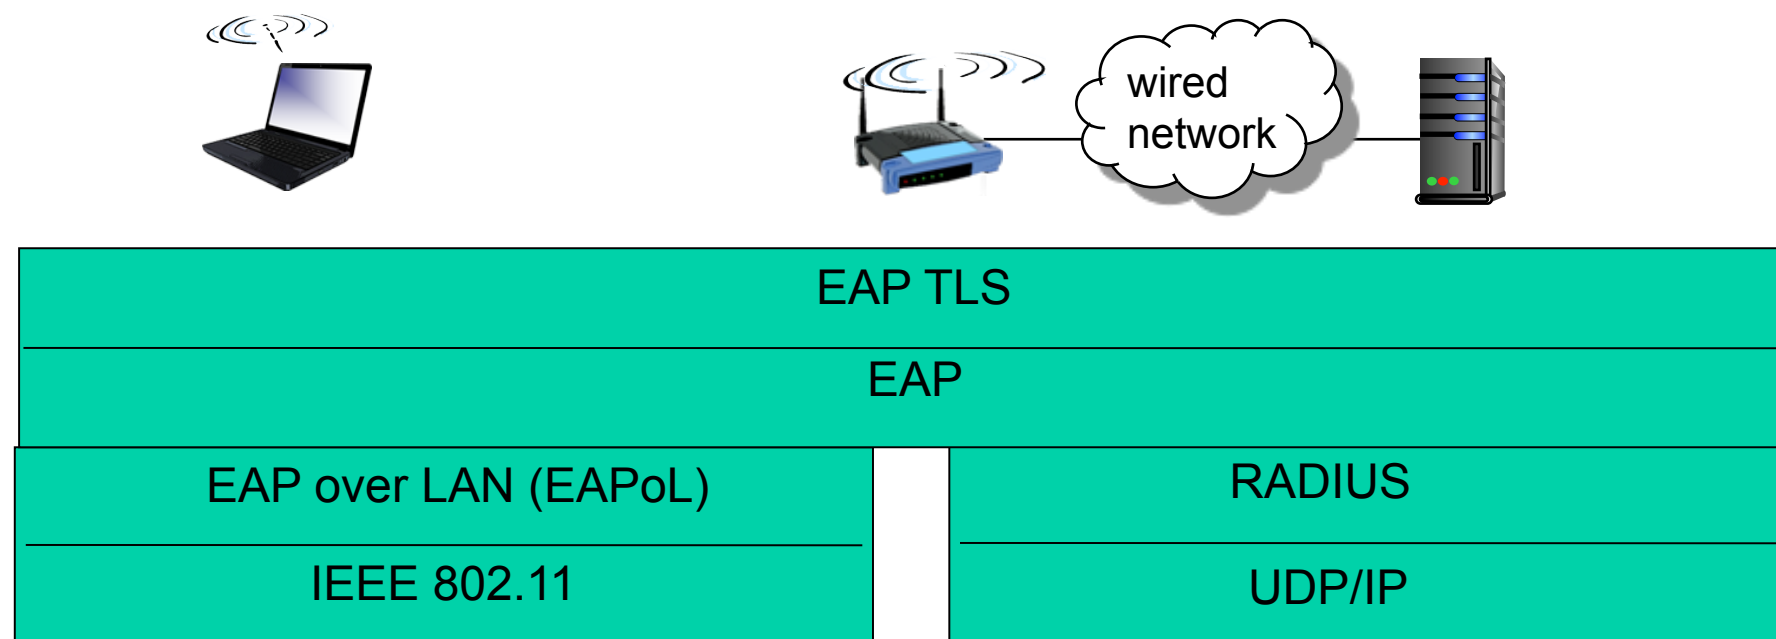 wired
network
EAP TLS
EAP
EAP over LAN (EAPoL)
RADIUS
IEEE 802.11
UDP/IP